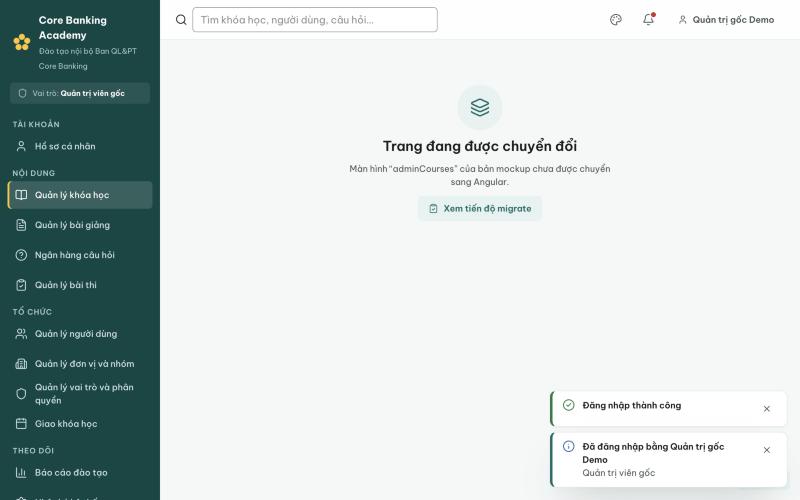 Core Banking
Academy
Đào tạo nội bộ Ban QL&PT
Core Banking
Vai trò: Quản trị viên gốc
TÀI KHOẢN
Hồ sơ cá nhân
NỘI DUNG
Quản lý khóa học
Quản lý bài giảng
Ngân hàng câu hỏi
Quản lý bài thi
TỔ CHỨC
Quản lý người dùng
Quản lý đơn vị và nhóm
Quản lý vai trò và phân
quyền
Giao khóa học
THEO DÕI
Báo cáo đào tạo
Tìm khóa học, người dùng, câu hỏi...
Quản trị gốc Demo
Trang đang được chuyển đổi
Màn hình "adminCourses" của bản mockup chưa được chuyển
sang Angular.
Xem tiến độ migrate
Đăng nhập thành công
Đã đăng nhập bằng Quản trị gốc
Demo
Quản trị viên gốc